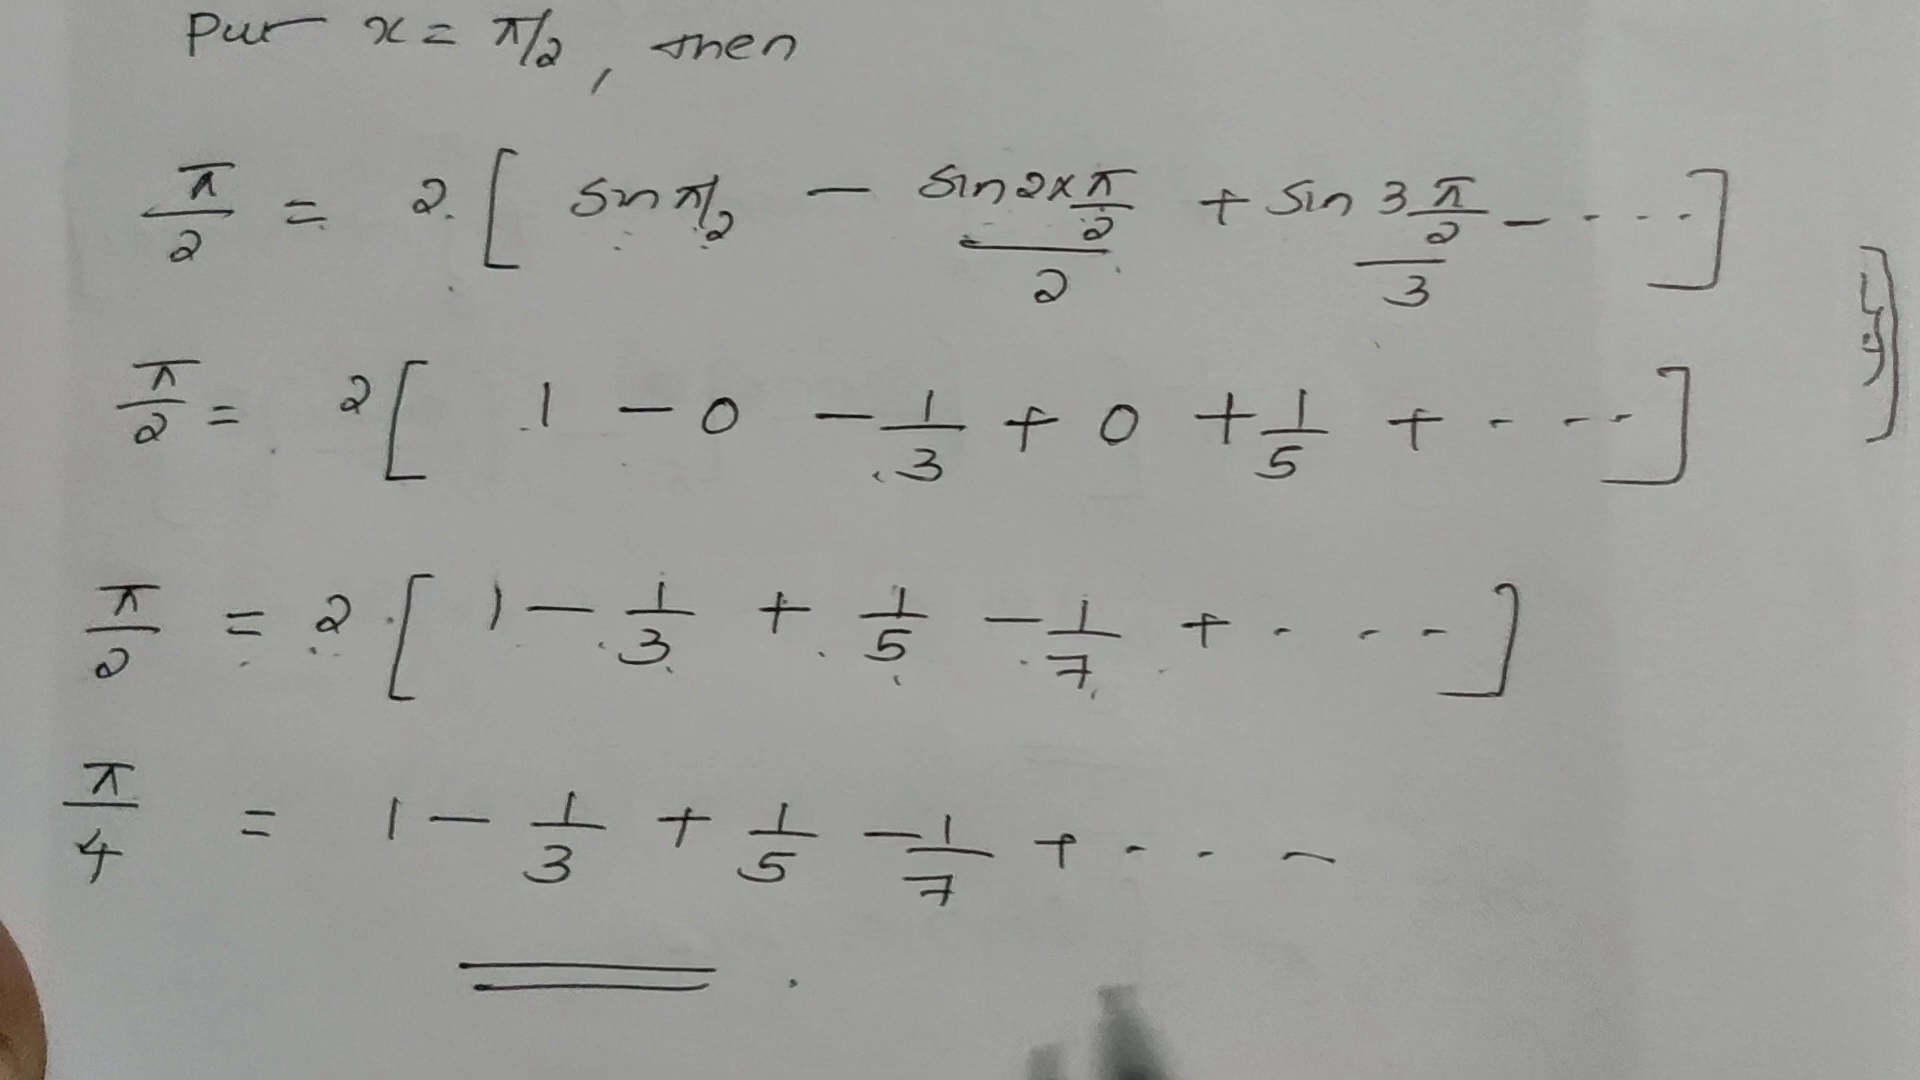 Put x = π/2, then
π/2 = 2 [ sin π/2 - sin 2×π/2 / 2 + sin 3 π/2 / 3 - ---- ]
π/2 = 2 [ 1 - 0 - 1/3 + 0 + 1/5 + ---- ]
π/2 = 2 [ 1 - 1/3 + 1/5 - 1/7 + ---- ]
π/4 = 1 - 1/3 + 1/5 - 1/7 + ---